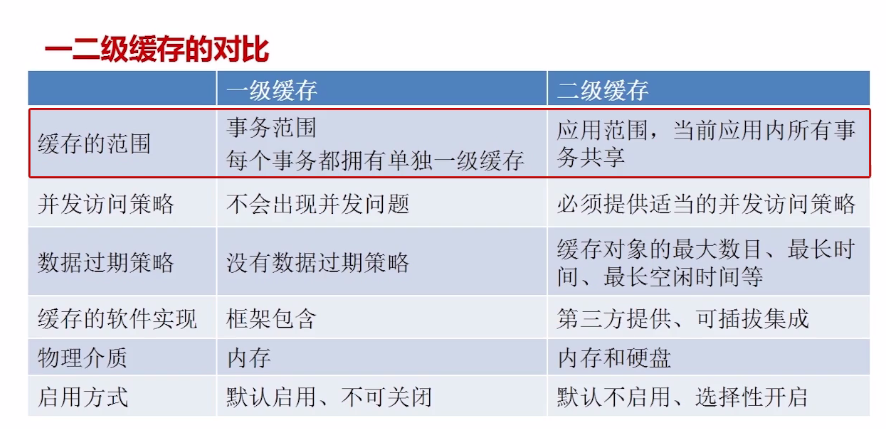 一二级缓存的对比
一级缓存 二级缓存
缓存的范围
事务范围
每个事务都拥有单独一级缓存
应用范围，当前应用内所有事
务共享
并发访问策略 不会出现并发问题 必须提供适当的并发访问策略
数据过期策略 没有数据过期策略
缓存对象的最大数目、最长时
间、最长空闲时间等
缓存的软件实现 框架包含 第三方提供、可插拔集成
物理介质 内存 内存和硬盘
启用方式 默认启用、不可关闭 默认不启用、选择性开启